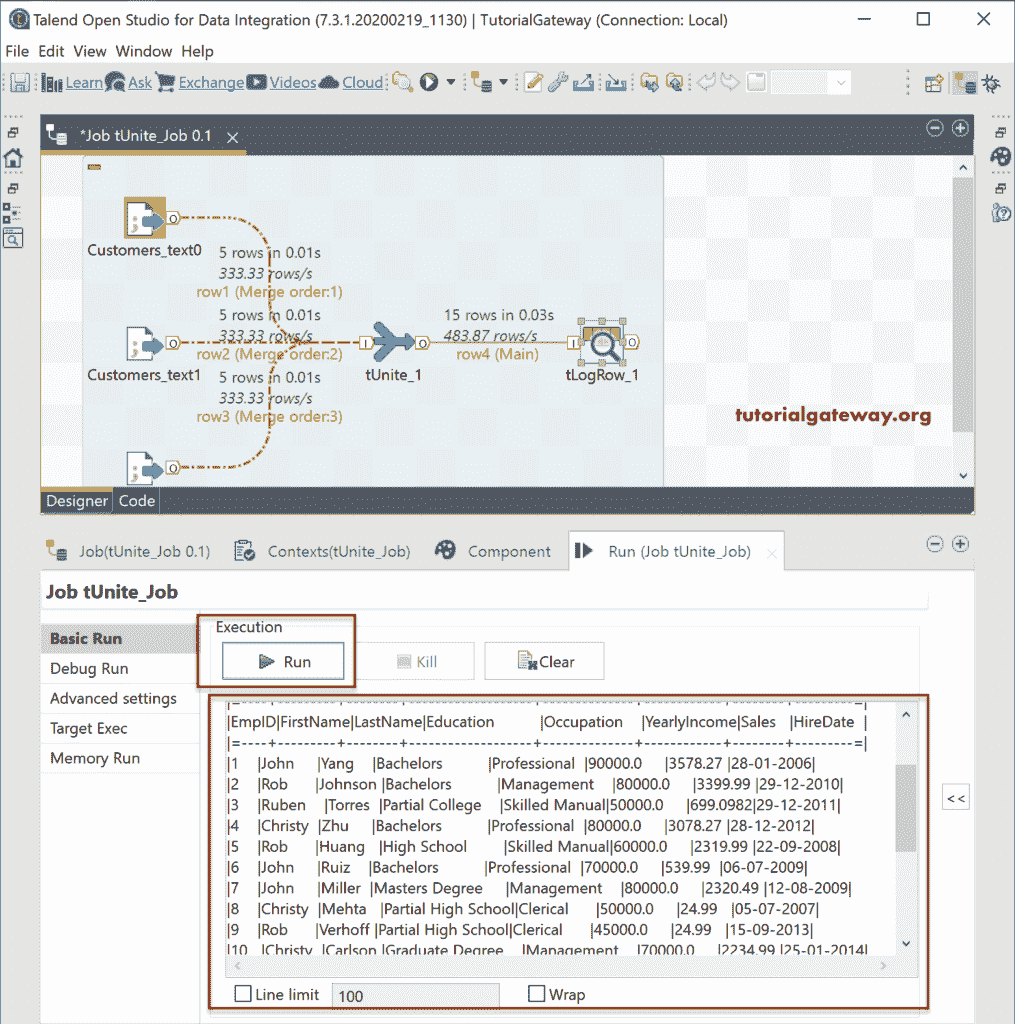 Talend Open Studio for Data Integration (7.3.1.20200219_1130) | TutorialGateway (Connection: Local)
File Edit View Window Help
Learn Ask Exchange Videos Cloud
*Job tUnite_Job 0.1
Customers_text0
5 rows in 0.01s
333.33 rows/s
row1 (Merge order:1)
5 rows in 0.01s
333.33 rows/s
row2 (Merge order:2)
15 rows in 0.03s
483.87 rows/s
row4 (Main)
Customers_text1
tUnite_1
tLogRow_1
5 rows in 0.01s
333.33 rows/s
row3 (Merge order:3)
tutorialgateway.org
Designer Code
Job(tUnite_Job 0.1) Contexts(tUnite_Job) Component Run (Job tUnite_Job)
Job tUnite_Job
Basic Run
Debug Run
Advanced settings
Target Exec
Memory Run
Execution
Run Kill Clear
|EmpID|FirstName|LastName|Education |Occupation |YearlyIncome|Sales |HireDate |
|=----+---------+--------+-------------------+--------------+------------+--------+---------=|
|1 |John |Yang |Bachelors |Professional |90000.0 |3578.27 |28-01-2006|
|2 |Rob |Johnson |Bachelors |Management |80000.0 |3399.99 |29-12-2010|
|3 |Ruben |Torres |Partial College |Skilled Manual|50000.0 |699.0982|29-12-2011|
|4 |Christy |Zhu |Bachelors |Professional |80000.0 |3078.27 |28-12-2012|
|5 |Rob |Huang |High School |Skilled Manual|60000.0 |2319.99 |22-09-2008|
|6 |John |Ruiz |Bachelors |Professional |70000.0 |539.99 |06-07-2009|
|7 |John |Miller |Masters Degree |Management |80000.0 |2320.49 |12-08-2009|
|8 |Christy |Mehta |Partial High School|Clerical |50000.0 |24.99 |05-07-2007|
|9 |Rob |Verhoff |Partial High School|Clerical |45000.0 |24.99 |15-09-2013|
|10 |Christy |Carlson |Graduate Degree |Management |70000.0 |2234.99 |25-01-2014|
<<
Line limit 100 Wrap